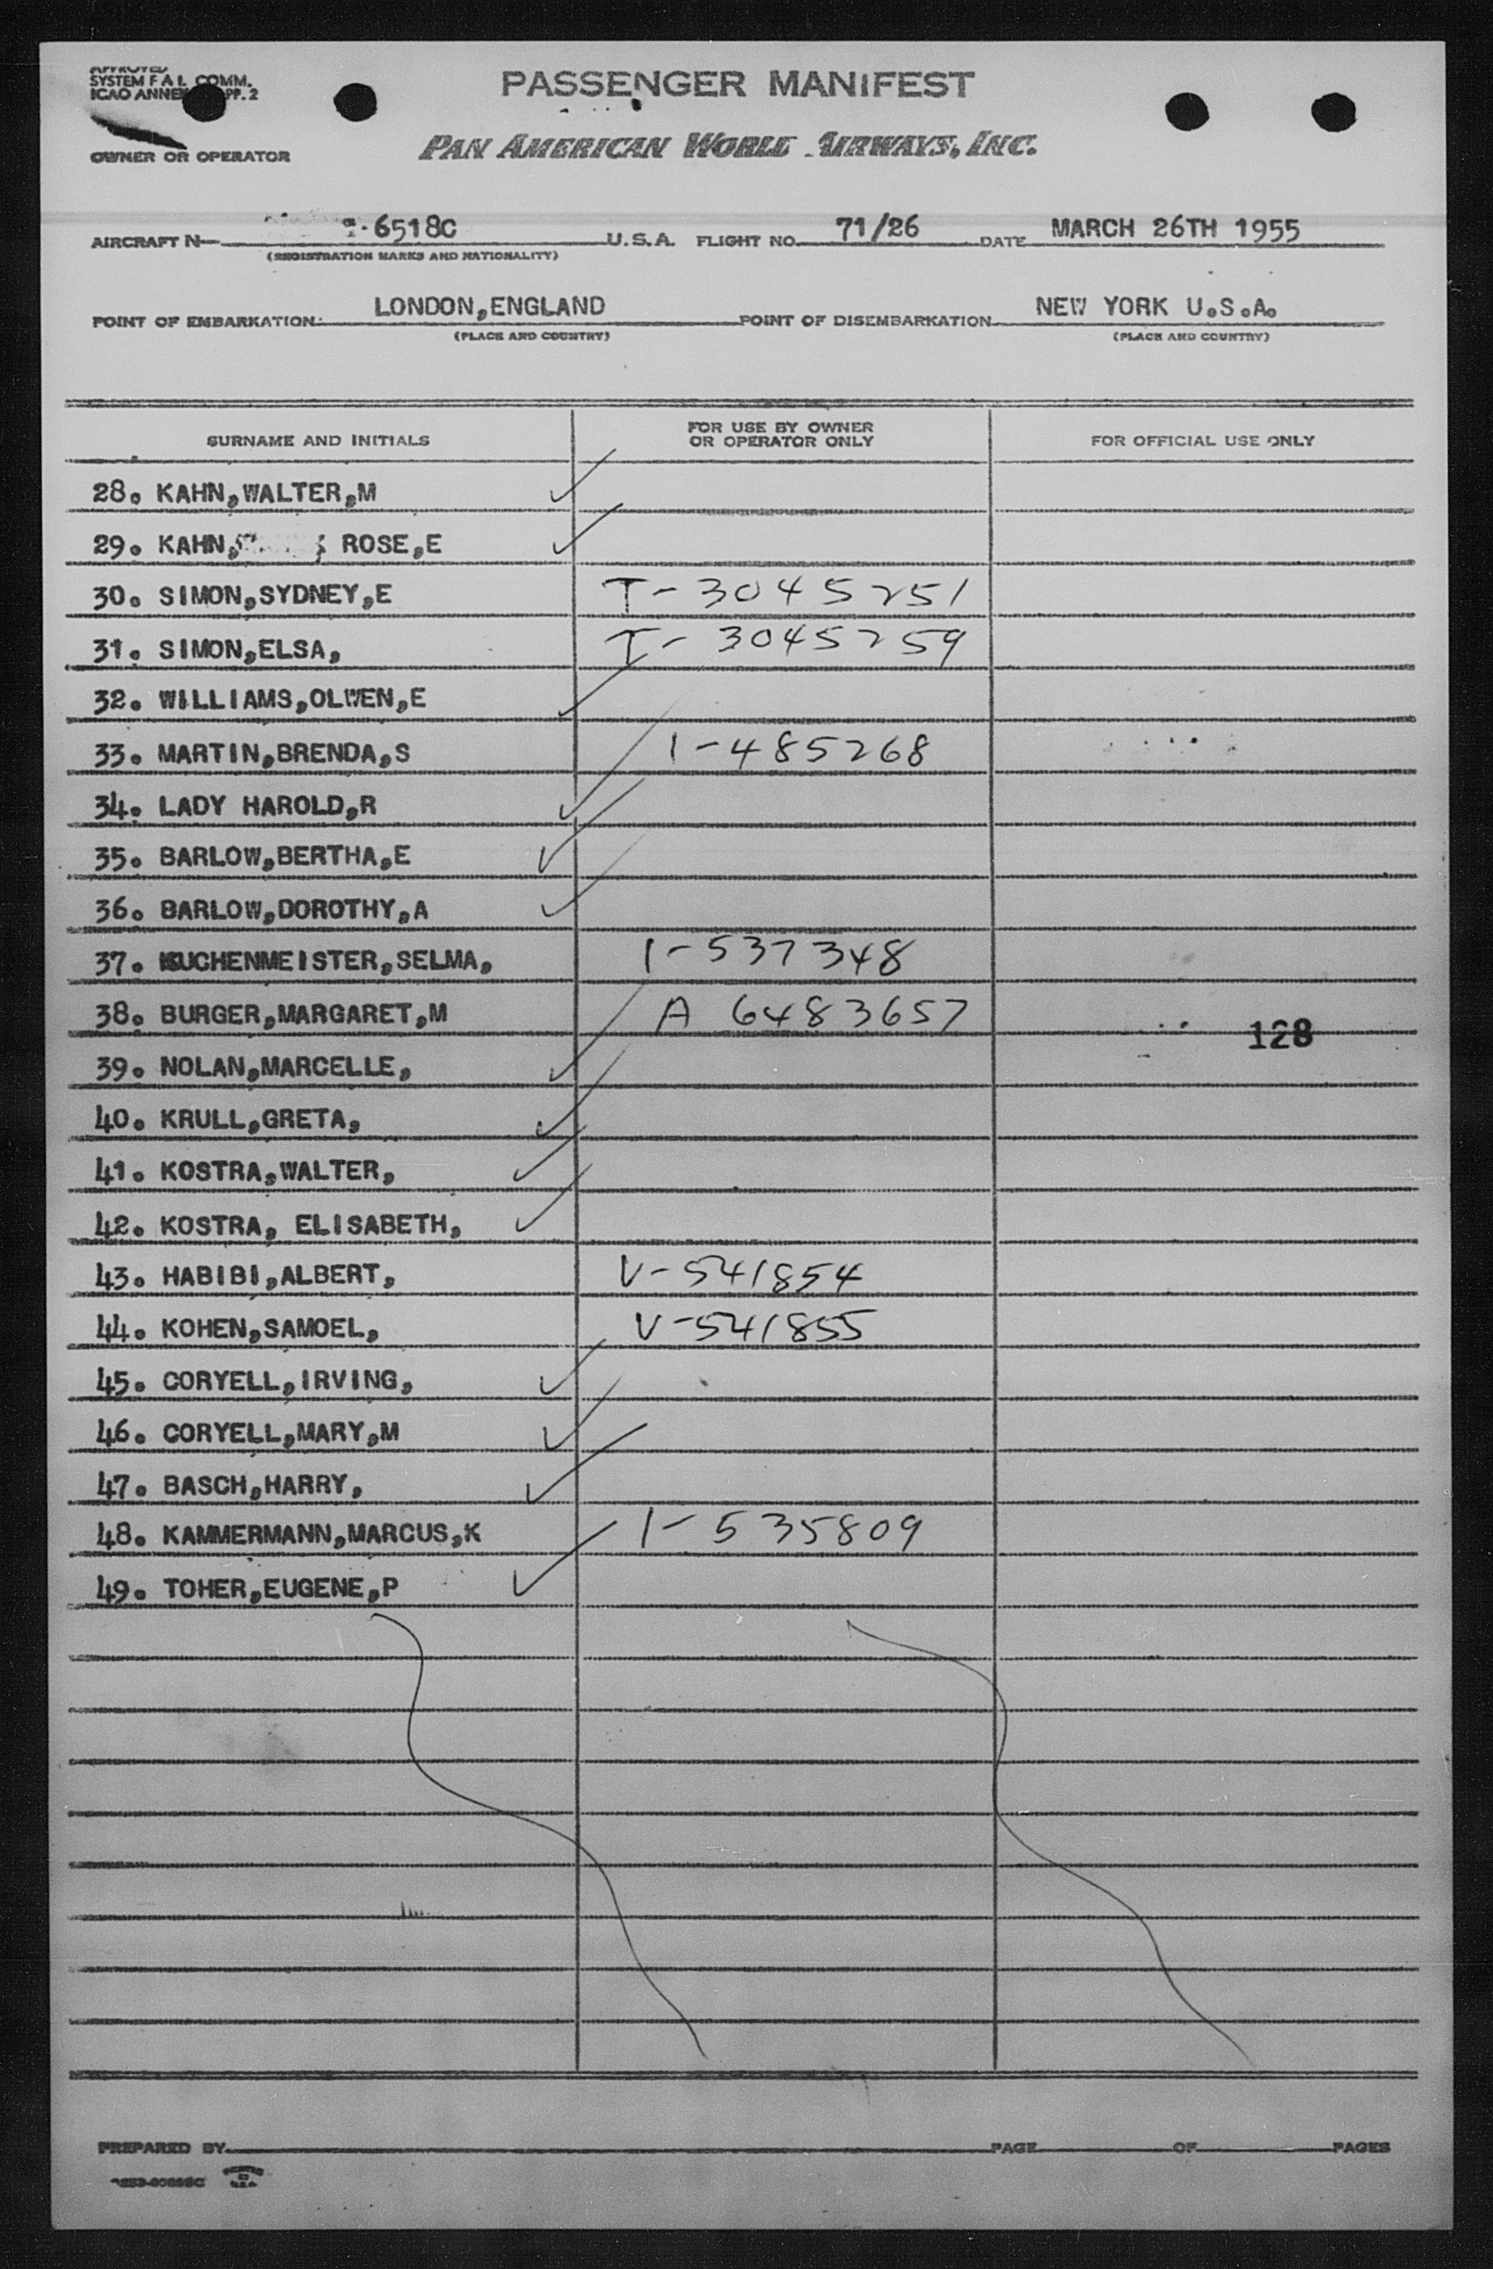 APPROVED
SYSTEM F A L COMM.
ICAO ANNEX APP. 2
PASSENGER MANIFEST
OWNER OR OPERATOR PAN AMERICAN WORLD AIRWAYS, INC.
AIRCRAFT N- 6518C U.S.A. FLIGHT NO. 71/26 DATE MARCH 26TH 1955
(REGISTRATION MARKS AND NATIONALITY)
POINT OF EMBARKATION: LONDON,ENGLAND POINT OF DISEMBARKATION NEW YORK U.S.A.
(PLACE AND COUNTRY) (PLACE AND COUNTRY)
SURNAME AND INITIALS FOR USE BY OWNER OR OPERATOR ONLY FOR OFFICIAL USE ONLY
28. KAHN,WALTER,M
29. KAHN, ROSE,E
30. SIMON,SYDNEY,E T-3045251
31. SIMON,ELSA, T-3045259
32. WILLIAMS,OLWEN,E
33. MARTIN,BRENDA,S 1-485268
34. LADY HAROLD,R
35. BARLOW,BERTHA,E
36. BARLOW,DOROTHY,A
37. KUCHENMEISTER,SELMA, 1-537348
38. BURGER,MARGARET,M A 6483657
128
39. NOLAN,MARCELLE,
40. KRULL,GRETA,
41. KOSTRA,WALTER,
42. KOSTRA, ELISABETH,
43. HABIBI,ALBERT, V-541854
44. KOHEN,SAMOEL, V-541855
45. CORYELL,IRVING,
46. CORYELL,MARY,M
47. BASCH,HARRY,
48. KAMMERMANN,MARCUS,K 1-535809
49. TOHER,EUGENE,P
PREPARED BY PAGE OF PAGES